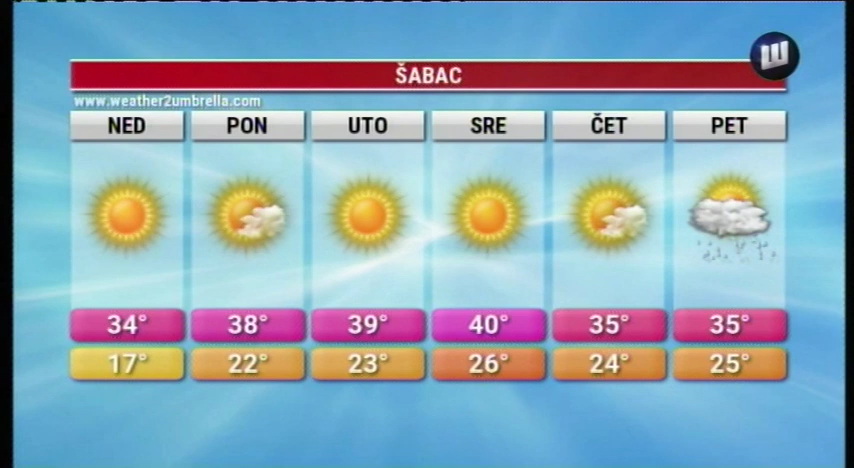 ŠABAC
www.weather2umbrella.com
NED PON UTO SRE ČET PET
34° 38° 39° 40° 35° 35°
17° 22° 23° 26° 24° 25°